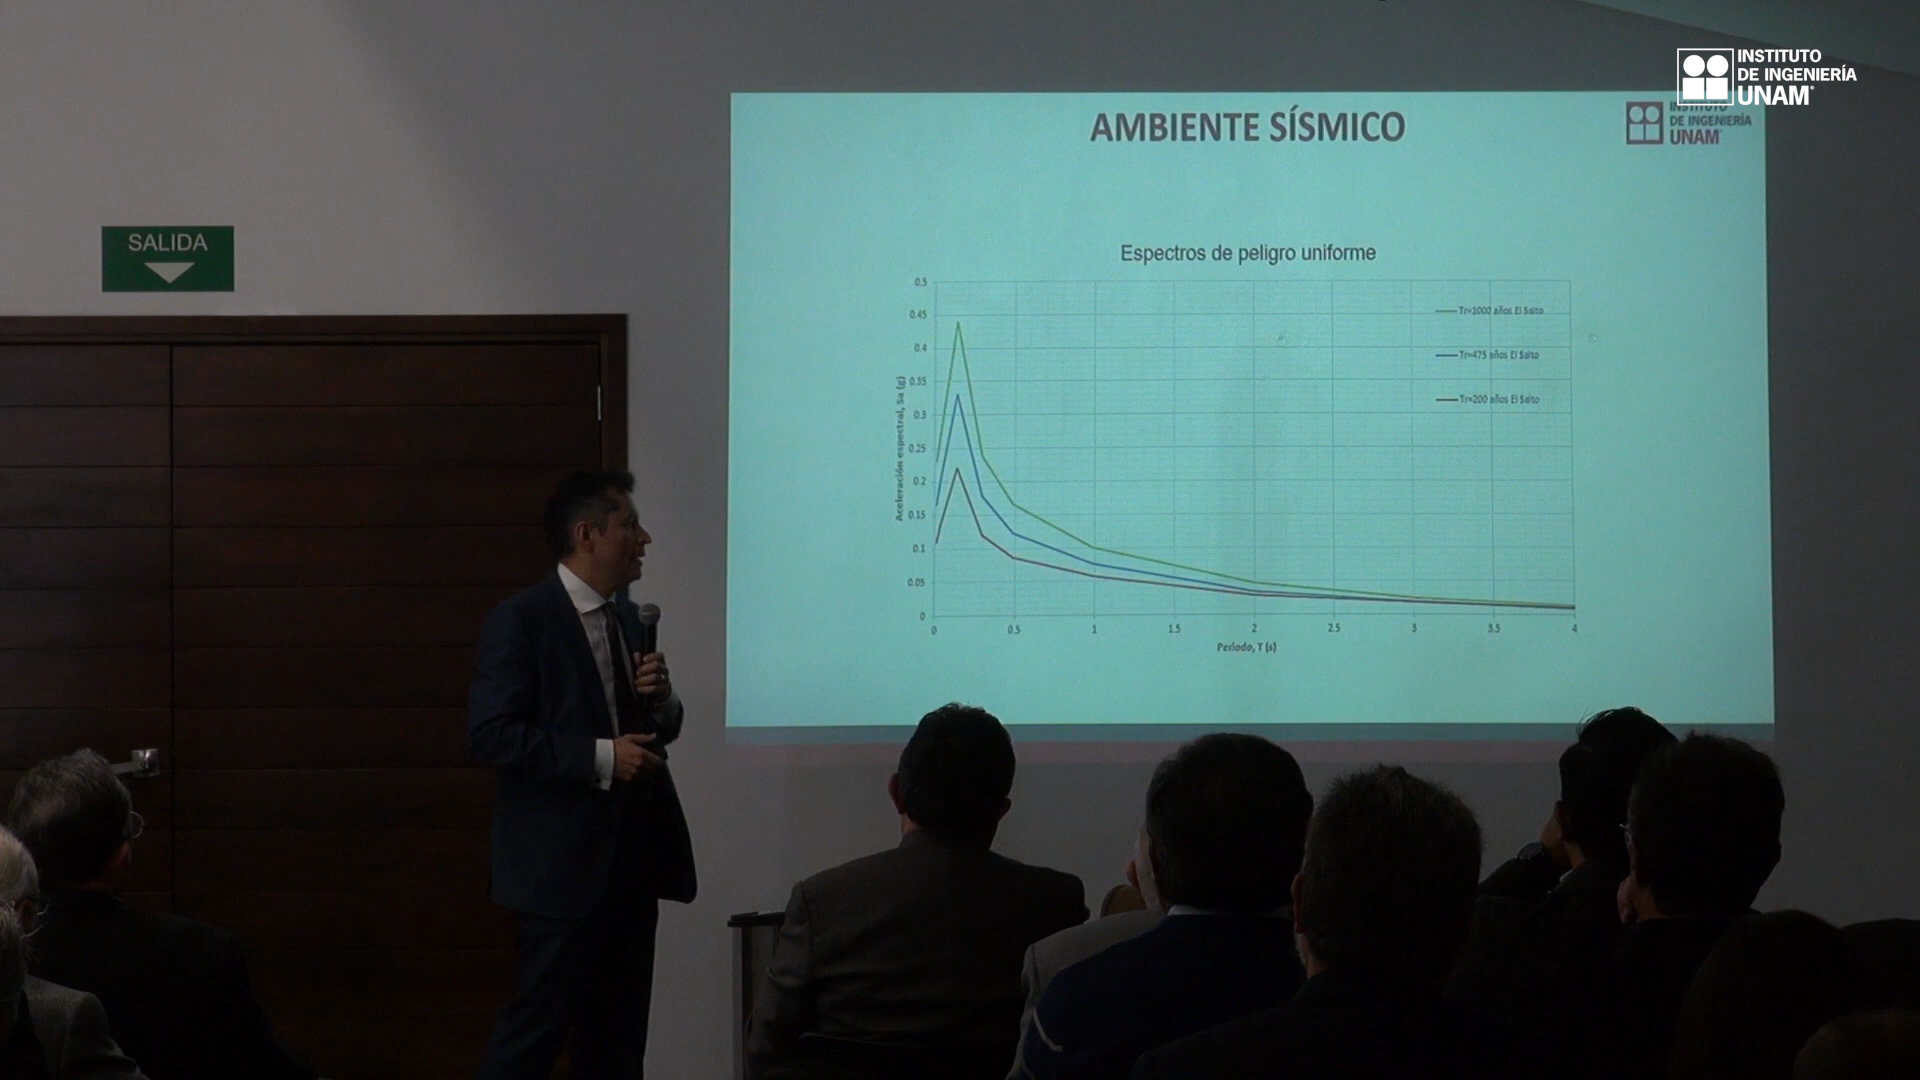 INSTITUTO
DE INGENIERÍA
UNAM
AMBIENTE SÍSMICO
INSTITUTO
DE INGENIERÍA
UNAM
SALIDA
Espectros de peligro uniforme
0.5
0.45
0.4
0.35
0.3
0.25
0.2
0.15
0.1
0.05
0
Aceleración espectral, Sa (g)
Tr=1000 años El Salto
Tr=475 años El Salto
Tr=200 años El Salto
0 0.5 1 1.5 2 2.5 3 3.5 4
Período, T (s)